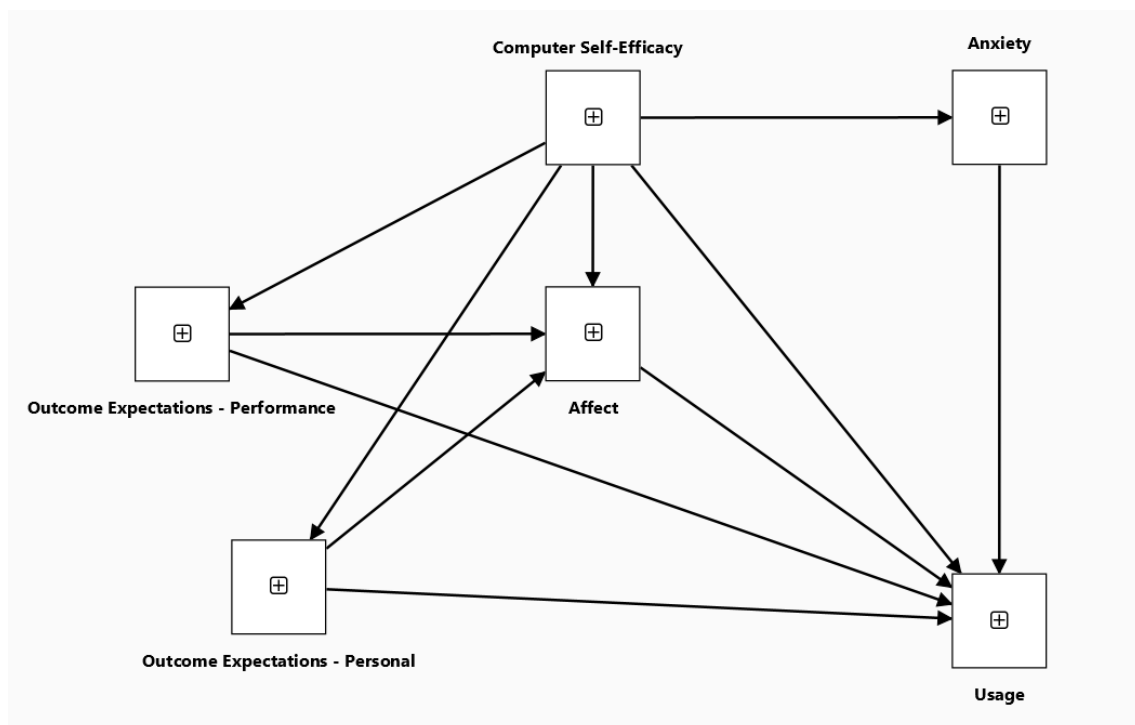 Computer Self-Efficacy
Anxiety
Outcome Expectations - Performance
Affect
Outcome Expectations - Personal
Usage